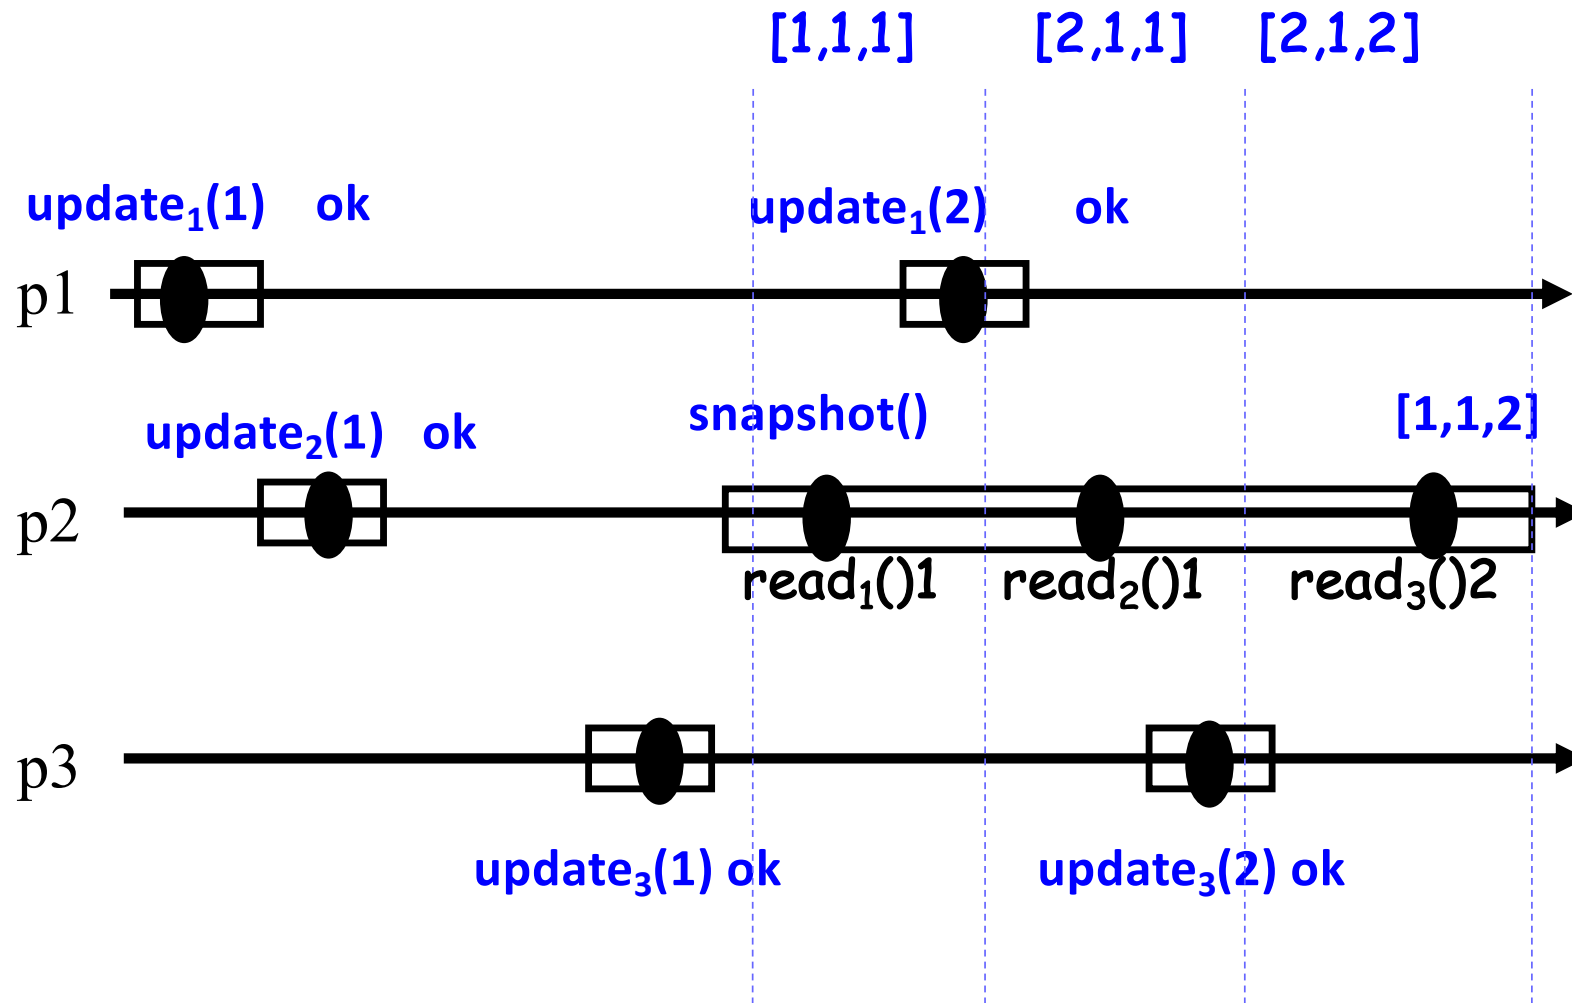 [1,1,1] [2,1,1] [2,1,2]
update₁(1) ok update₁(2) ok
p1
snapshot() [1,1,2]
update₂(1) ok
p2
read₁()1 read₂()1 read₃()2
p3
update₃(1) ok update₃(2) ok